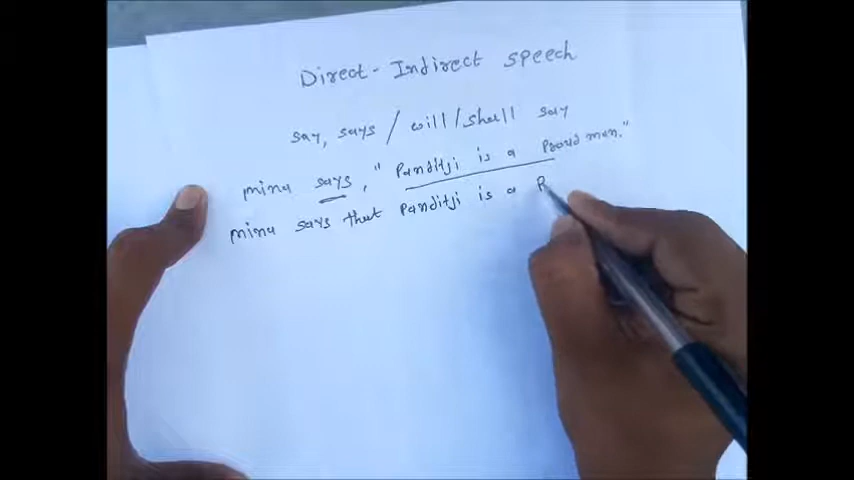 Direct - Indirect speech
say, says / will / shall say
mina says, "Panditji is a Proud man."
mina says that Panditji is a P